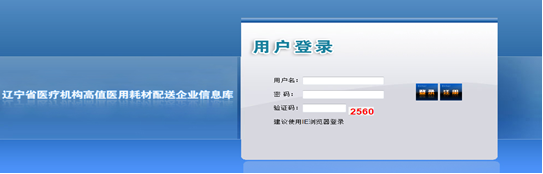 用户登录
辽宁省医疗机构高值医用耗材配送企业信息库
用户名：
密 码：
验证码： 2560
登录 注册
建议使用IE浏览器登录